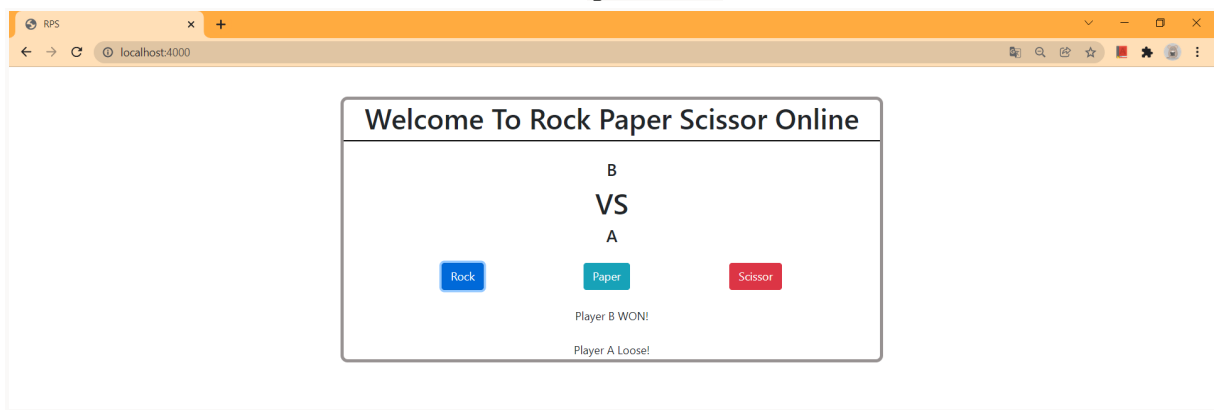 RPS
localhost:4000
Welcome To Rock Paper Scissor Online
B
VS
A
Rock Paper Scissor
Player B WON!
Player A Loose!